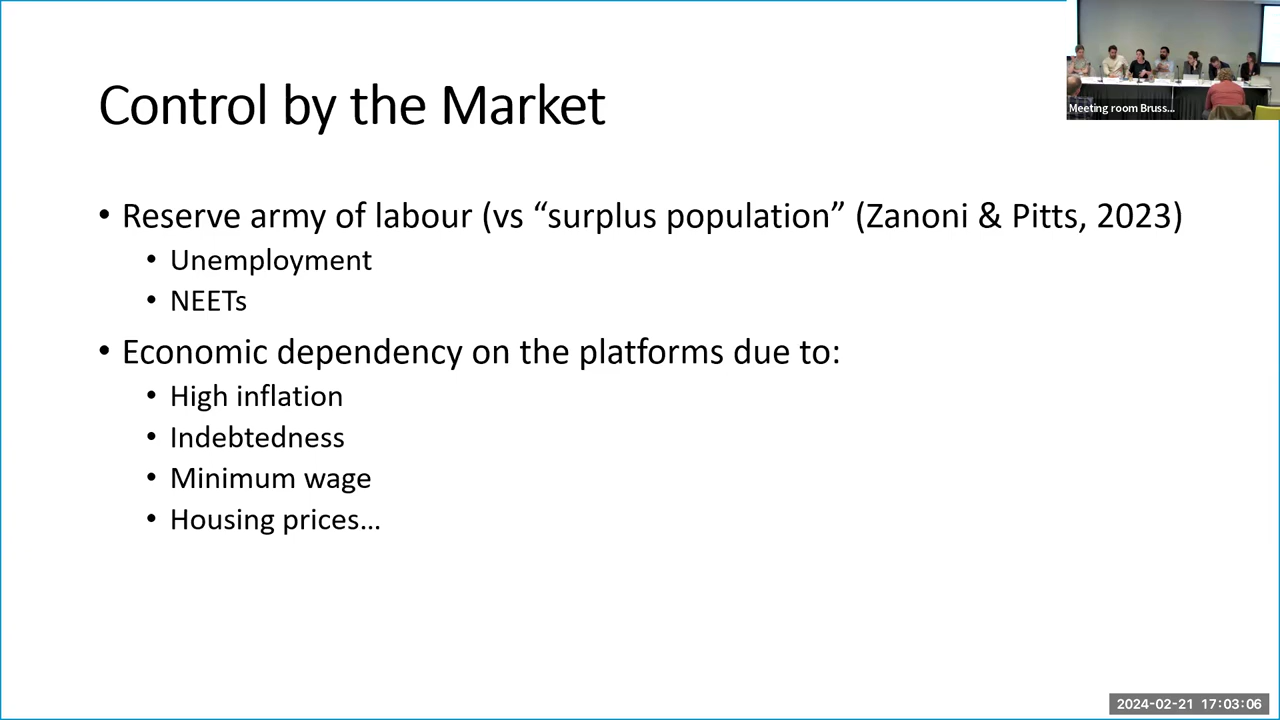 Control by the Market
Meeting room Bruss...
• Reserve army of labour (vs “surplus population” (Zanoni & Pitts, 2023)
• Unemployment
• NEETs
• Economic dependency on the platforms due to:
• High inflation
• Indebtedness
• Minimum wage
• Housing prices…
2024-02-21 17:03:06